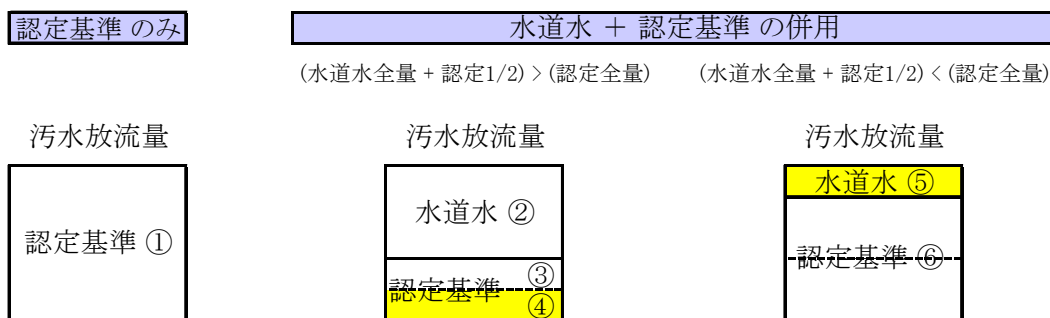 認定基準 のみ
水道水 ＋ 認定基準 の併用
(水道水全量 + 認定1/2) > (認定全量)
(水道水全量 + 認定1/2) < (認定全量)
汚水放流量
汚水放流量
汚水放流量
認定基準 ①
水道水 ②
認定基準 ③
④
水道水 ⑤
認定基準 ⑥